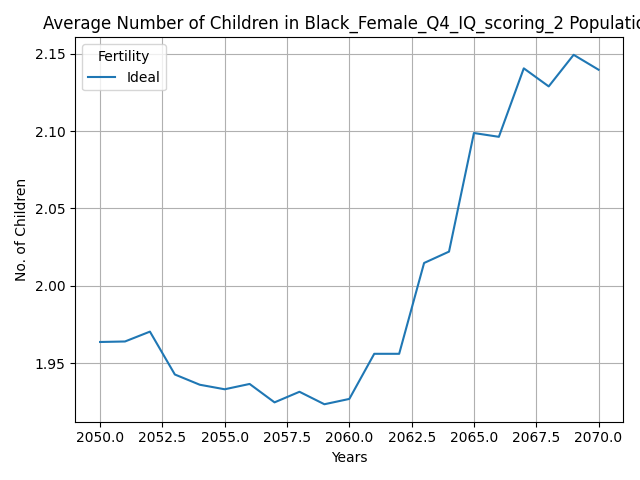 Average Number of Children in Black_Female_Q4_IQ_scoring_2 Populatio
Fertility
Ideal
2.15
2.10
2.05
2.00
1.95
No. of Children
2050.0 2052.5 2055.0 2057.5 2060.0 2062.5 2065.0 2067.5 2070.0
Years